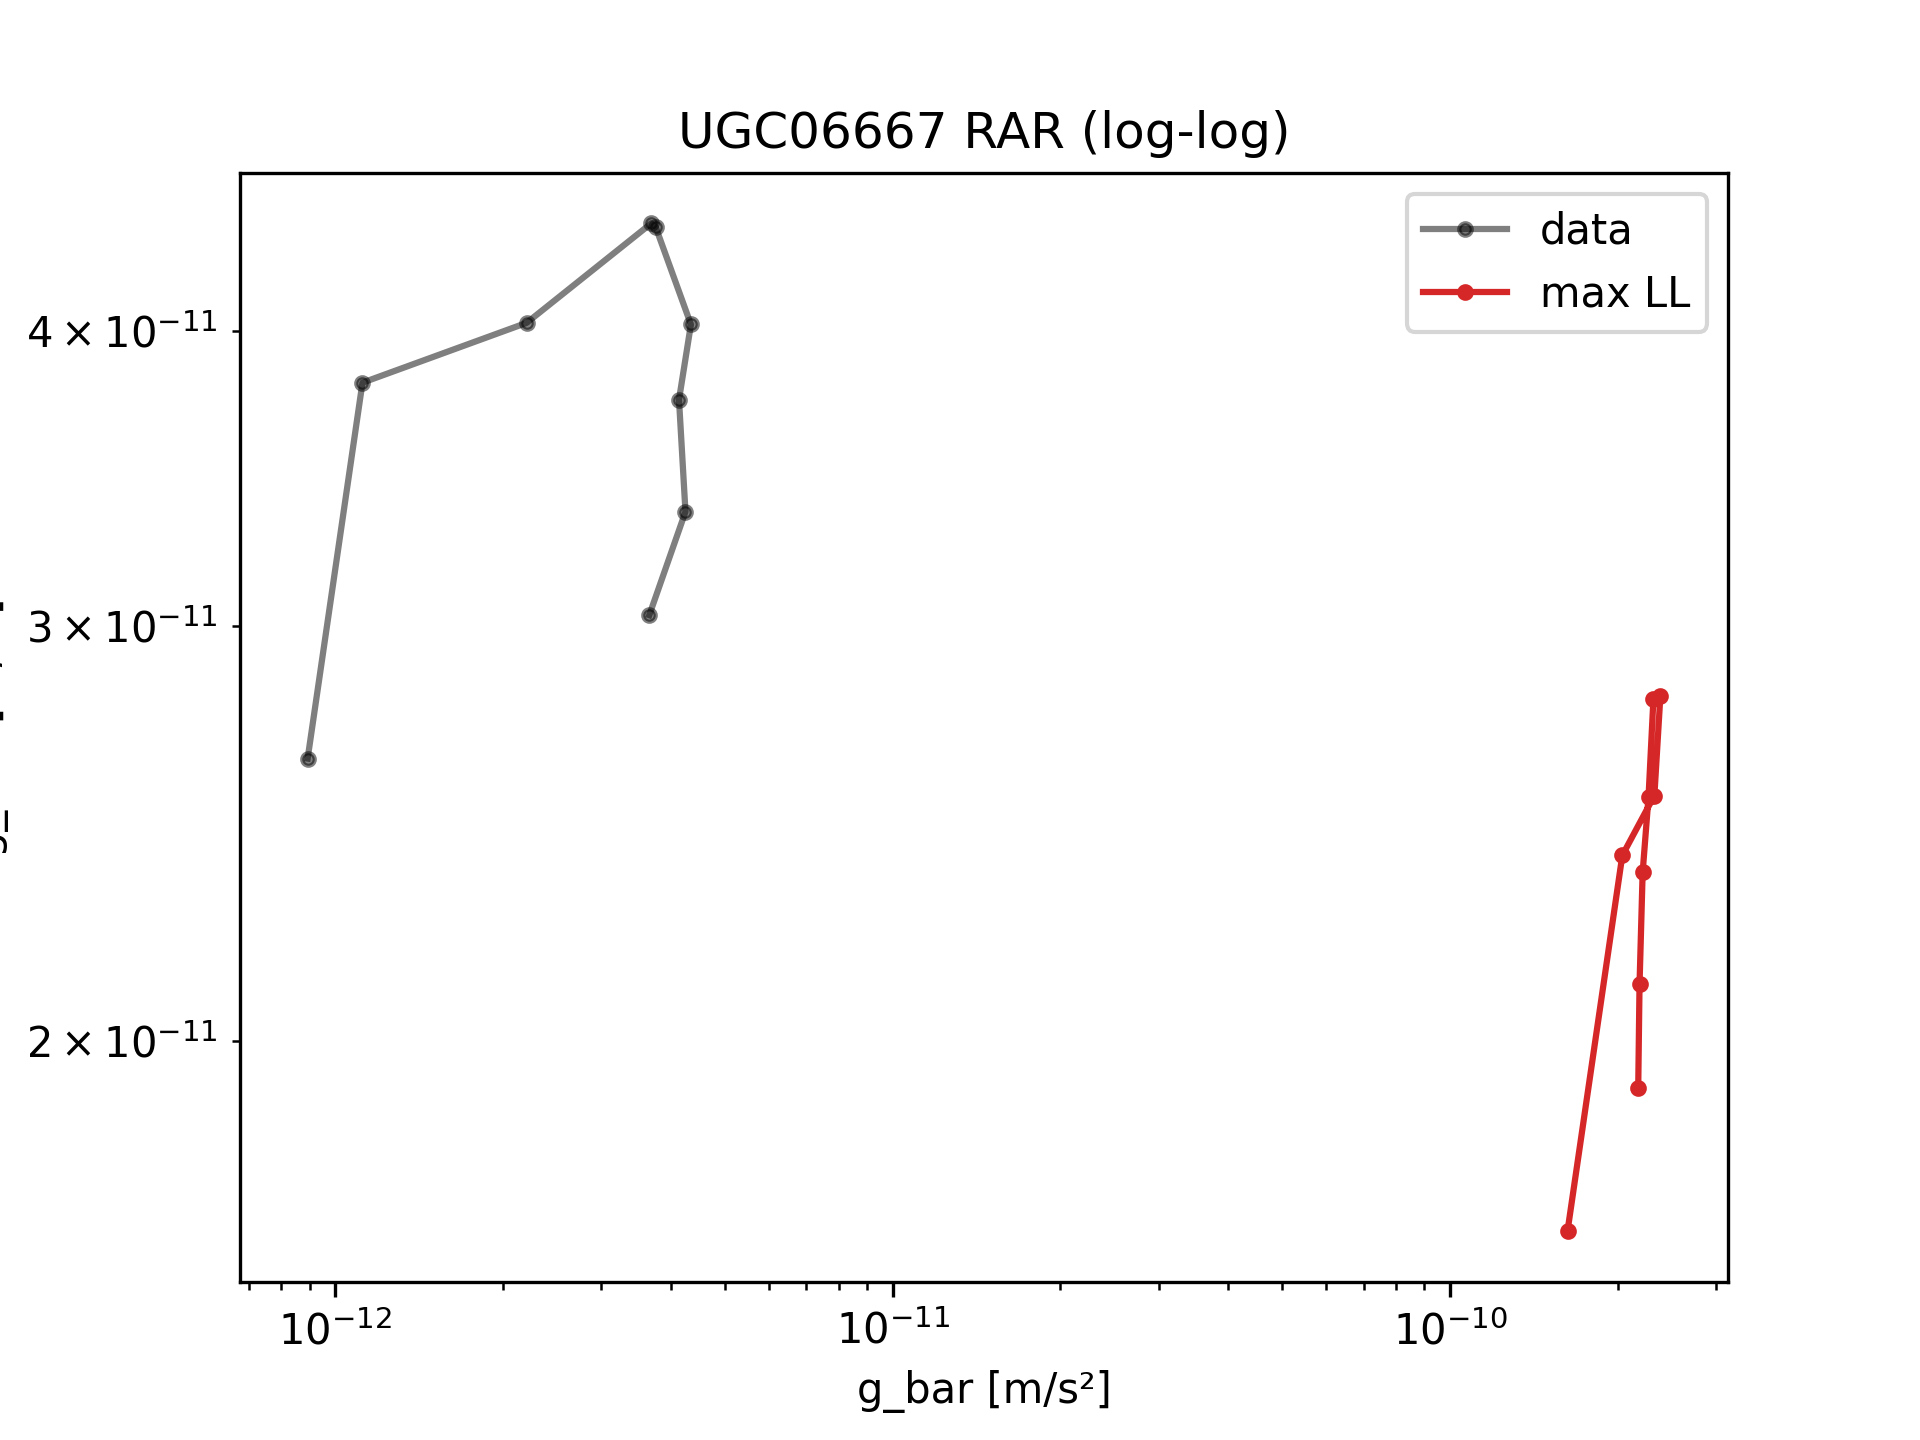 UGC06667 RAR (log-log)
data
max LL
4 × 10⁻¹¹
3 × 10⁻¹¹
2 × 10⁻¹¹
10⁻¹² 10⁻¹¹ 10⁻¹⁰
g_bar [m/s²]